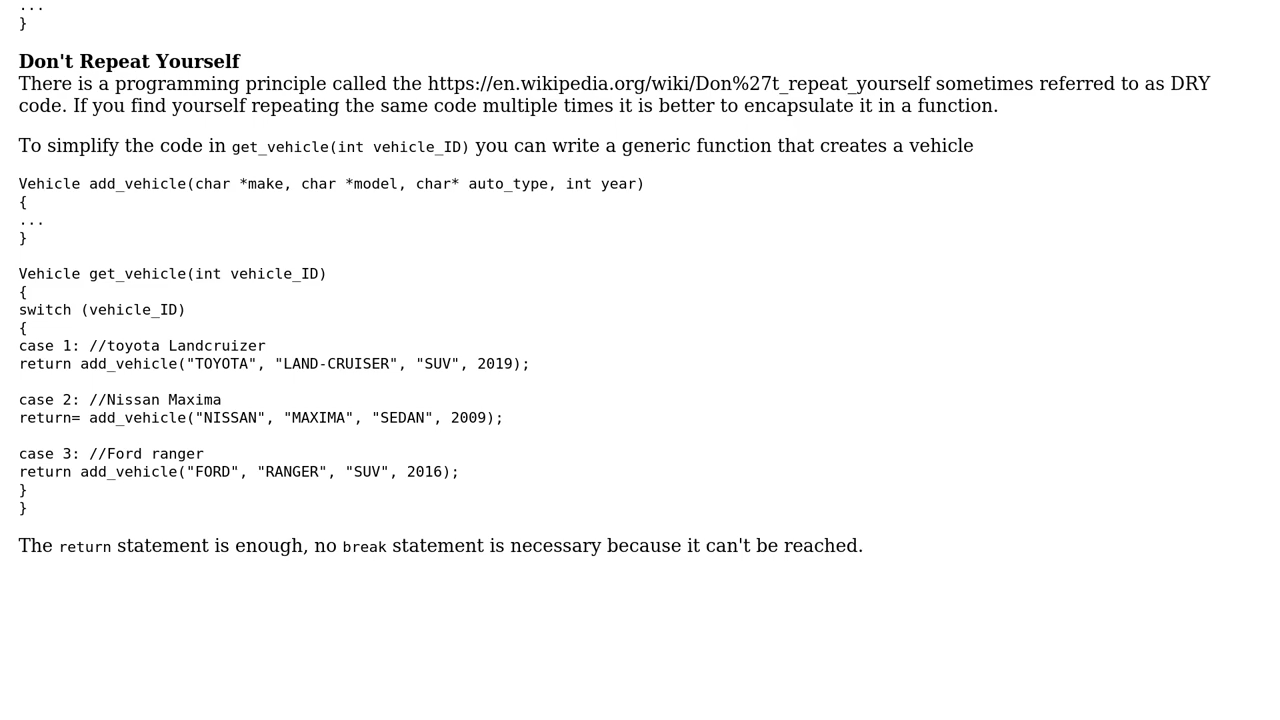 ...
}
Don't Repeat Yourself
There is a programming principle called the https://en.wikipedia.org/wiki/Don%27t_repeat_yourself sometimes referred to as DRY
code. If you find yourself repeating the same code multiple times it is better to encapsulate it in a function.
To simplify the code in get_vehicle(int vehicle_ID) you can write a generic function that creates a vehicle
Vehicle add_vehicle(char *make, char *model, char* auto_type, int year)
{
...
}
Vehicle get_vehicle(int vehicle_ID)
{
switch (vehicle_ID)
{
case 1: //toyota Landcruizer
return add_vehicle("TOYOTA", "LAND-CRUISER", "SUV", 2019);
case 2: //Nissan Maxima
return= add_vehicle("NISSAN", "MAXIMA", "SEDAN", 2009);
case 3: //Ford ranger
return add_vehicle("FORD", "RANGER", "SUV", 2016);
}
}
The return statement is enough, no break statement is necessary because it can't be reached.